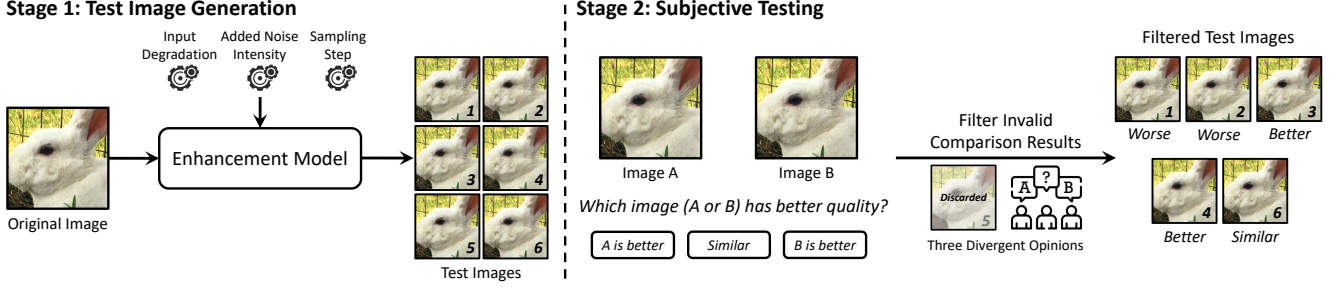 Stage 1: Test Image Generation
Input
Degradation
Added Noise
Intensity
Sampling
Step
Original Image
Enhancement Model
1
2
3
4
5
6
Test Images
Stage 2: Subjective Testing
Image A
Image B
Which image (A or B) has better quality?
A is better
Similar
B is better
Filter Invalid
Comparison Results
Discarded
5
A
?
B
Three Divergent Opinions
Filtered Test Images
1
2
3
Worse
Worse
Better
4
6
Better
Similar